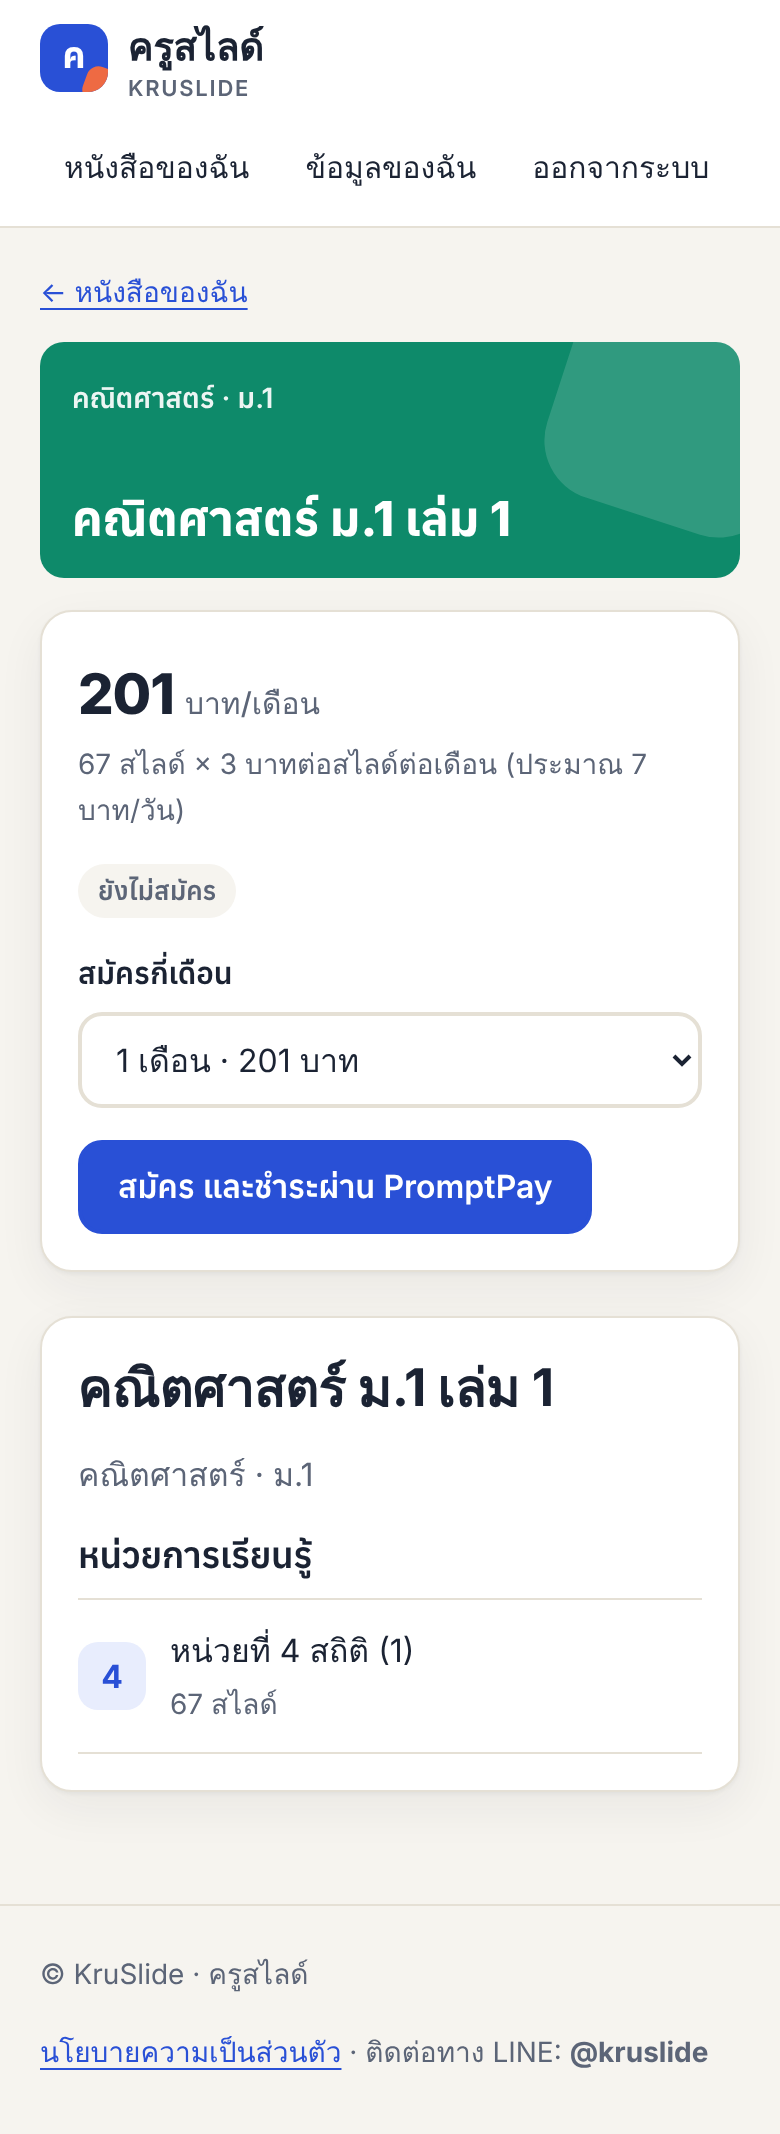 ค
ครูสไลด์
KRUSLIDE
หนังสือของฉัน ข้อมูลของฉัน ออกจากระบบ
← หนังสือของฉัน
คณิตศาสตร์ · ม.1
คณิตศาสตร์ ม.1 เล่ม 1
201 บาท/เดือน
67 สไลด์ × 3 บาทต่อสไลด์ต่อเดือน (ประมาณ 7
บาท/วัน)
ยังไม่สมัคร
สมัครกี่เดือน
1 เดือน · 201 บาท
สมัคร และชำระผ่าน PromptPay
คณิตศาสตร์ ม.1 เล่ม 1
คณิตศาสตร์ · ม.1
หน่วยการเรียนรู้
4
หน่วยที่ 4 สถิติ (1)
67 สไลด์
© KruSlide · ครูสไลด์
นโยบายความเป็นส่วนตัว · ติดต่อทาง LINE: @kruslide